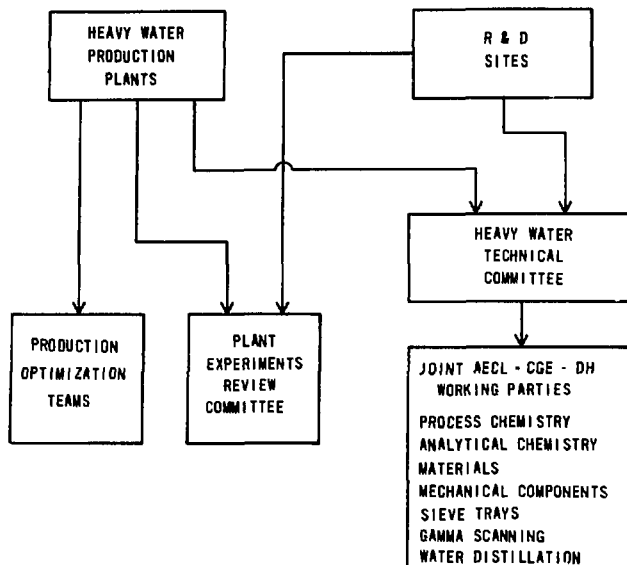 HEAVY WATER
PRODUCTION
PLANTS
R & D
SITES
HEAVY WATER
TECHNICAL
COMMITTEE
PRODUCTION
OPTIMIZATION
TEAMS
PLANT
EXPERIMENTS
REVIEW
COMMITTEE
JOINT AECL - CGE - DH
WORKING PARTIES
PROCESS CHEMISTRY
ANALYTICAL CHEMISTRY
MATERIALS
MECHANICAL COMPONENTS
SIEVE TRAYS
GAMMA SCANNING
WATER DISTILLATION